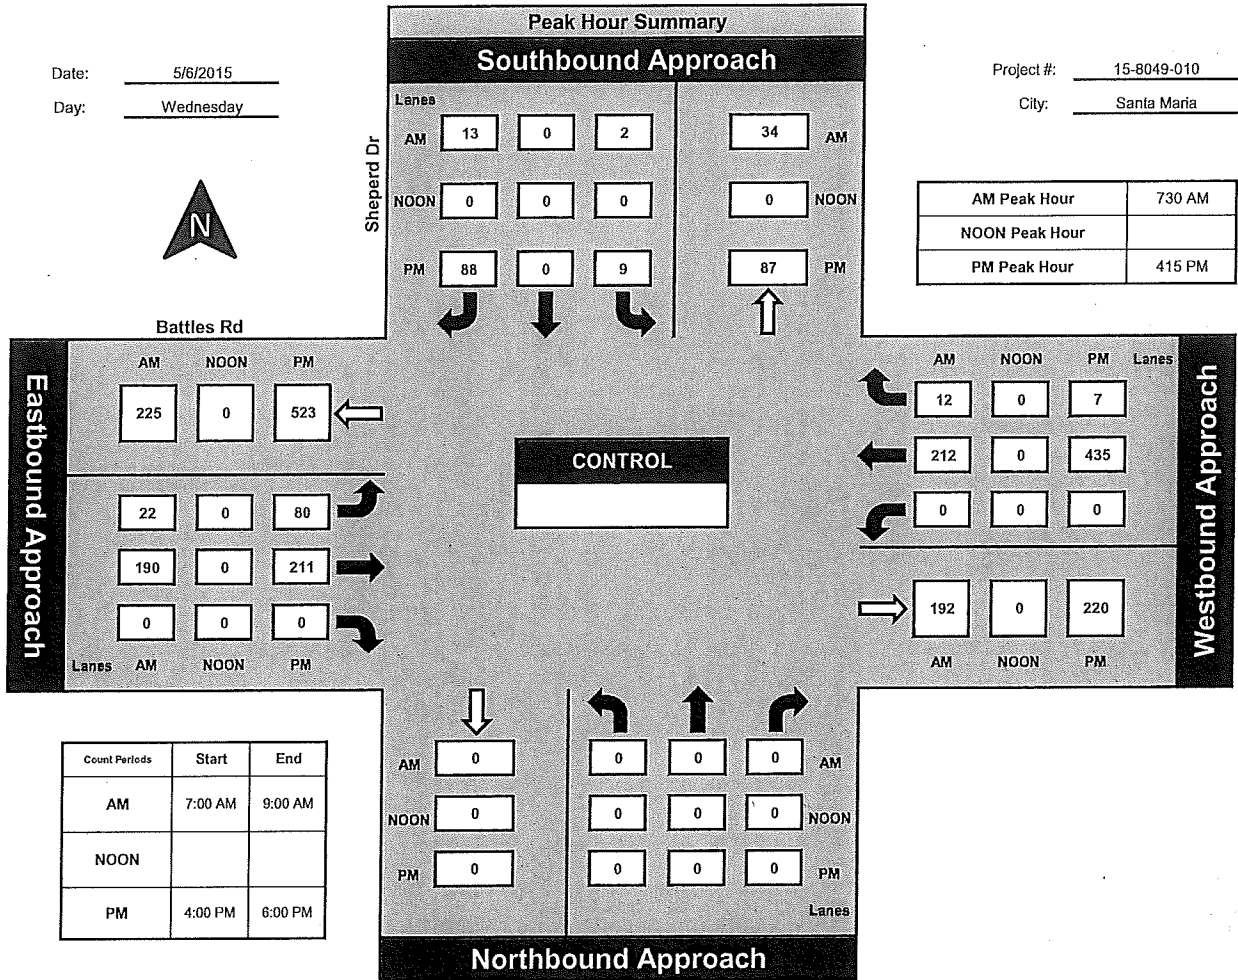 Peak Hour Summary
Southbound Approach
Date: 5/6/2015
Day: Wednesday
Project #: 15-8049-010
City: Santa Maria
N
Sheperd Dr
Lanes
AM 13 0 2 34 AM
NOON 0 0 0 0 NOON
PM 88 0 9 87 PM
AM Peak Hour 730 AM
NOON Peak Hour
PM Peak Hour 415 PM
Battles Rd
Eastbound Approach
AM NOON PM
225 0 523
22 0 80
190 0 211
0 0 0
Lanes AM NOON PM
CONTROL
AM NOON PM Lanes
12 0 7
212 0 435
0 0 0
192 0 220
AM NOON PM
Westbound Approach
Count Periods Start End
AM 7:00 AM 9:00 AM
NOON
PM 4:00 PM 6:00 PM
AM 0 0 0 0 AM
NOON 0 0 0 0 NOON
PM 0 0 0 0 PM
Lanes
Northbound Approach